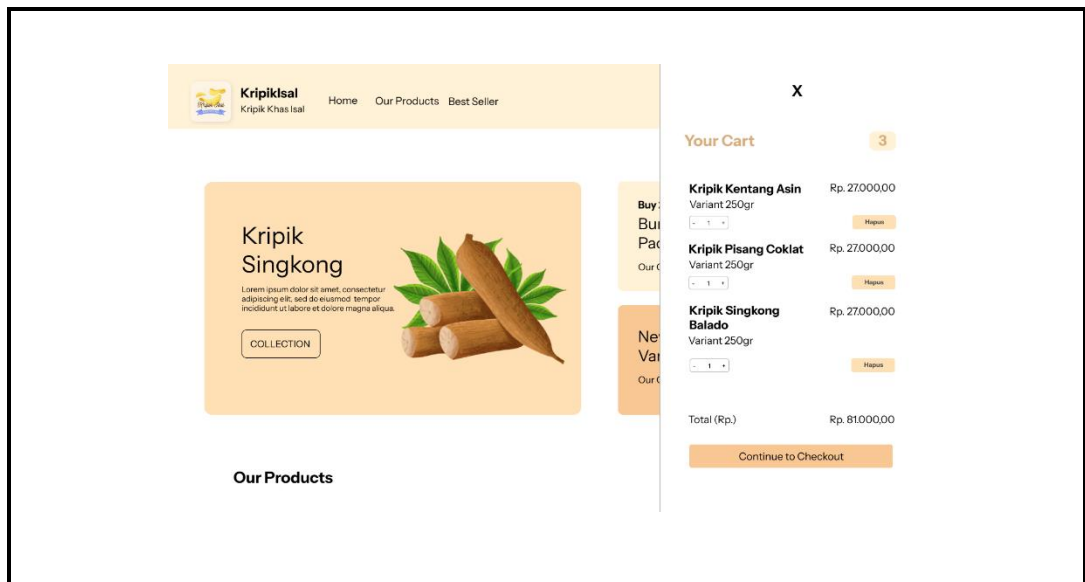 KripikIsal
Kripik Khas Isal
Home
Our Products
Best Seller
Kripik
Singkong
Lorem ipsum dolor sit amet, consectetur
adipiscing elit, sed do eiusmod tempor
incididunt ut labore et dolore magna aliqua.
COLLECTION
Buy
Our Products
X
Your Cart
3
Kripik Kentang Asin
Rp. 27.000,00
Variant 250gr
- 1 +
Hapus
Kripik Pisang Coklat
Rp. 27.000,00
Variant 250gr
- 1 +
Hapus
Kripik Singkong
Balado
Rp. 27.000,00
Variant 250gr
- 1 +
Hapus
Total (Rp.)
Rp. 81.000,00
Continue to Checkout